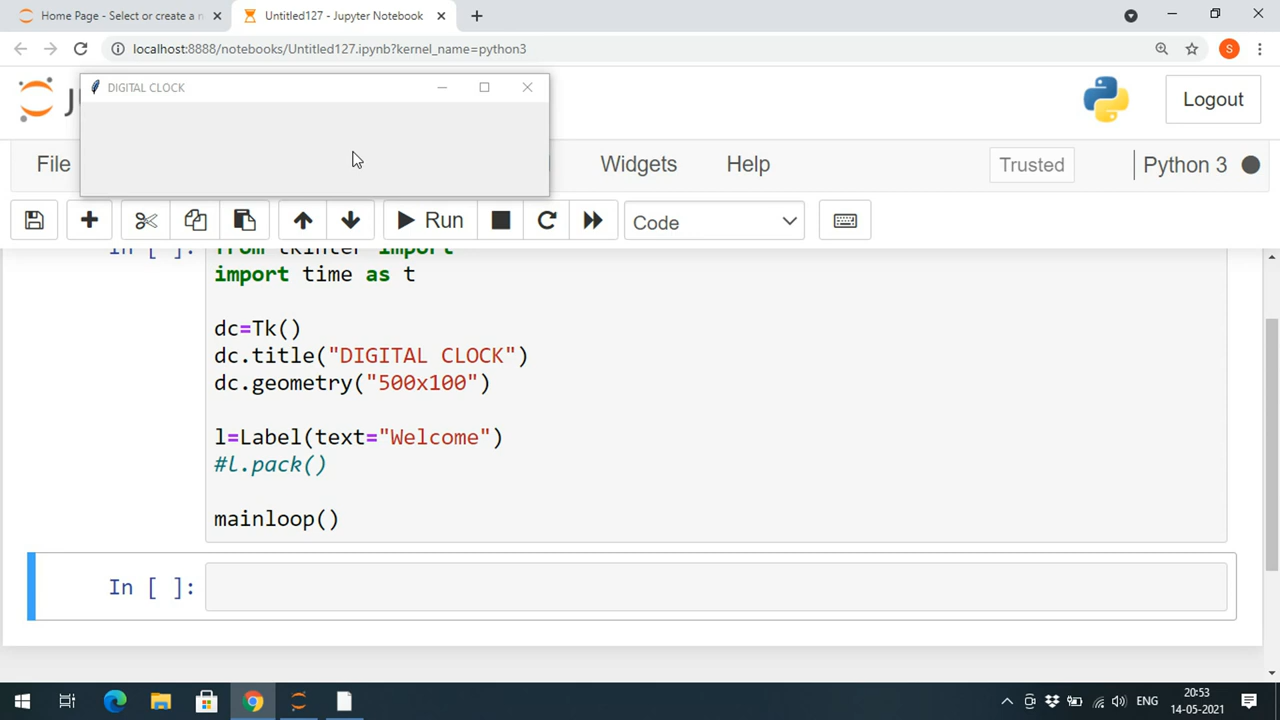 Home Page - Select or create a n
Untitled127 - Jupyter Notebook
localhost:8888/notebooks/Untitled127.ipynb?kernel_name=python3
S
DIGITAL CLOCK
Logout
File
Widgets
Help
Trusted
Python 3
Run
Code
In [ ]:
from tkinter import
import time as t
dc=Tk()
dc.title("DIGITAL CLOCK")
dc.geometry("500x100")
l=Label(text="Welcome")
#l.pack()
mainloop()
In [ ]:
ENG
20:53
14-05-2021